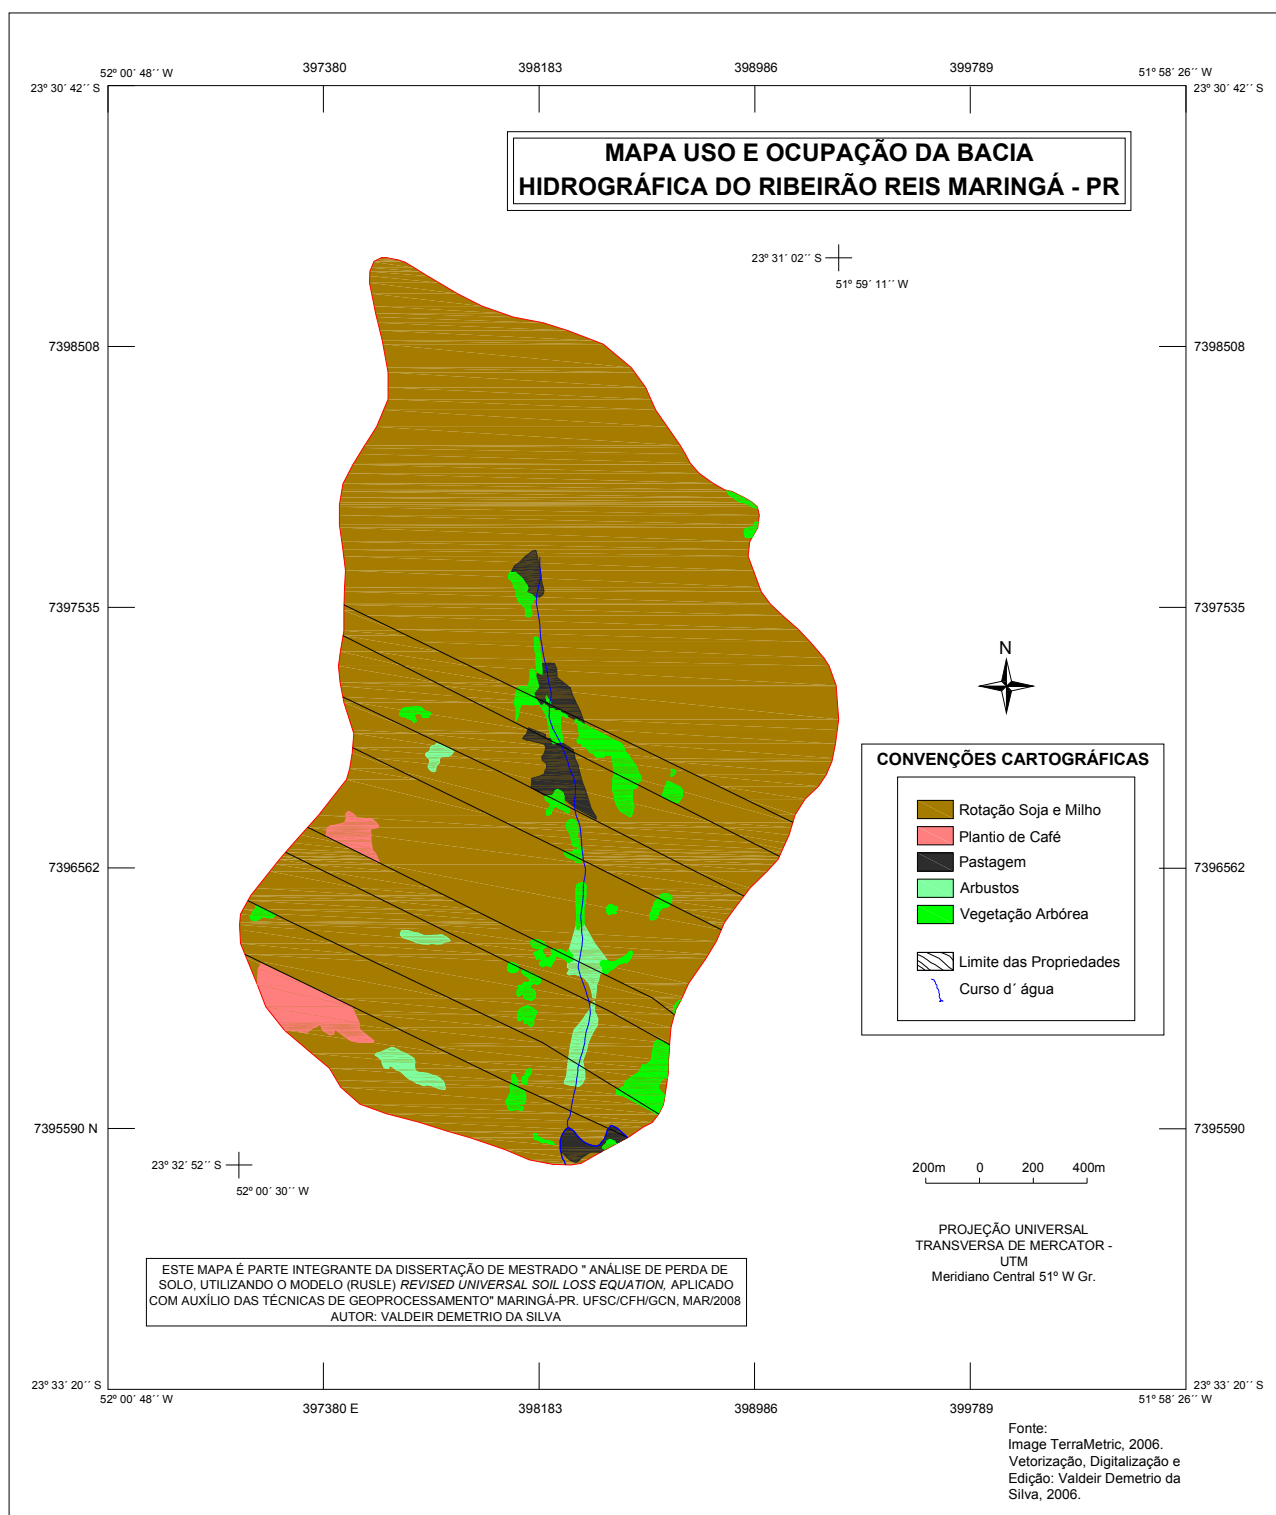 52º 00´ 48´´ W
397380
398183
398986
399789
51º 58´ 26´´ W
23º 30´ 42´´ S
23º 30´ 42´´ S
MAPA USO E OCUPAÇÃO DA BACIA
HIDROGRÁFICA DO RIBEIRÃO REIS MARINGÁ - PR
23º 31´ 02´´ S
51º 59´ 11´´ W
7398508
7398508
7397535
7397535
N
CONVENÇÕES CARTOGRÁFICAS
Rotação Soja e Milho
Plantio de Café
Pastagem
Arbustos
Vegetação Arbórea
Limite das Propriedades
Curso d´ água
7396562
7396562
7395590 N
7395590
23º 32´ 52´´ S
52º 00´ 30´´ W
200m 0 200 400m
PROJEÇÃO UNIVERSAL
TRANSVERSA DE MERCATOR -
UTM
Meridiano Central 51º W Gr.
ESTE MAPA É PARTE INTEGRANTE DA DISSERTAÇÃO DE MESTRADO " ANÁLISE DE PERDA DE
SOLO, UTILIZANDO O MODELO (RUSLE) REVISED UNIVERSAL SOIL LOSS EQUATION, APLICADO
COM AUXÍLIO DAS TÉCNICAS DE GEOPROCESSAMENTO" MARINGÁ-PR. UFSC/CFH/GCN, MAR/2008
AUTOR: VALDEIR DEMETRIO DA SILVA
23º 33´ 20´´ S
23º 33´ 20´´ S
52º 00´ 48´´ W
397380 E
398183
398986
399789
51º 58´ 26´´ W
Fonte:
Image TerraMetric, 2006.
Vetorização, Digitalização e
Edição: Valdeir Demetrio da
Silva, 2006.